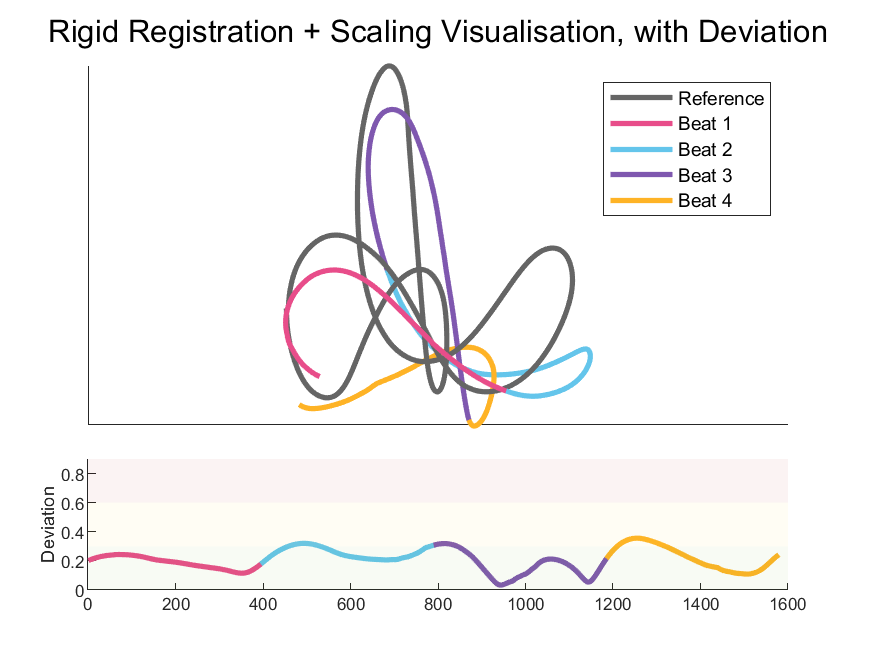 Rigid Registration + Scaling Visualisation, with Deviation
Reference
Beat 1
Beat 2
Beat 3
Beat 4
Deviation
0.8
0.6
0.4
0.2
0
0 200 400 600 800 1000 1200 1400 1600